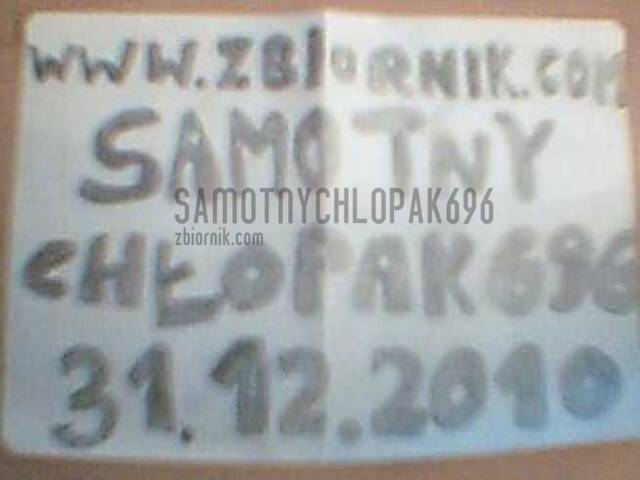 WWW.ZBIORNIK.COM
SAMOTNY
SAMOTNYCHLOPAK696
zbiornik.com
CHŁOPAK696
31.12.2010